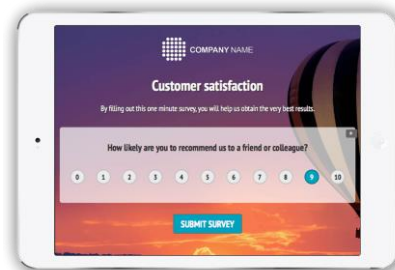 COMPANY NAME
Customer satisfaction
By filling out this one minute survey, you will help us obtain the very best results.
How likely are you to recommend us to a friend or colleague?
0 1 2 3 4 5 6 7 8 9 10
SUBMIT SURVEY